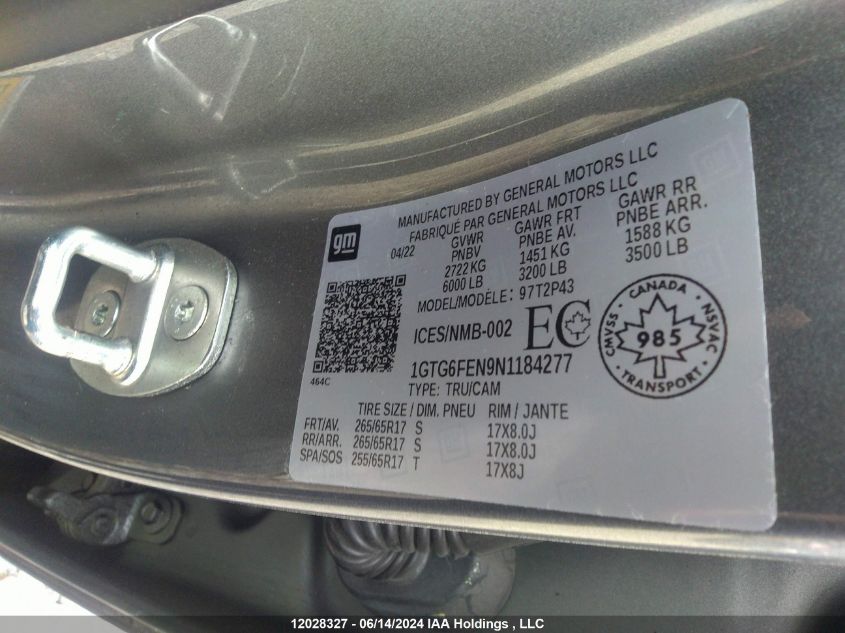 MANUFACTURED BY GENERAL MOTORS LLC
FABRIQUÉ PAR GENERAL MOTORS LLC
gm
04/22
GVWR
PNBV
2722 KG
6000 LB
GAWR FRT
PNBE AV.
1451 KG
3200 LB
GAWR RR
PNBE ARR.
1588 KG
3500 LB
MODEL/MODÈLE: 97T2P43
ICES/NMB-002 EC
CANADA
CMVSS 985 NSVAC
TRANSPORT
464C
1GTG6FEN9N1184277
TYPE: TRU/CAM
TIRE SIZE / DIM. PNEU RIM / JANTE
FRT/AV. 265/65R17 S 17X8.0J
RR/ARR. 265/65R17 S 17X8.0J
SPA/SOS 255/65R17 T 17X8J
12028327 - 06/14/2024 IAA Holdings , LLC